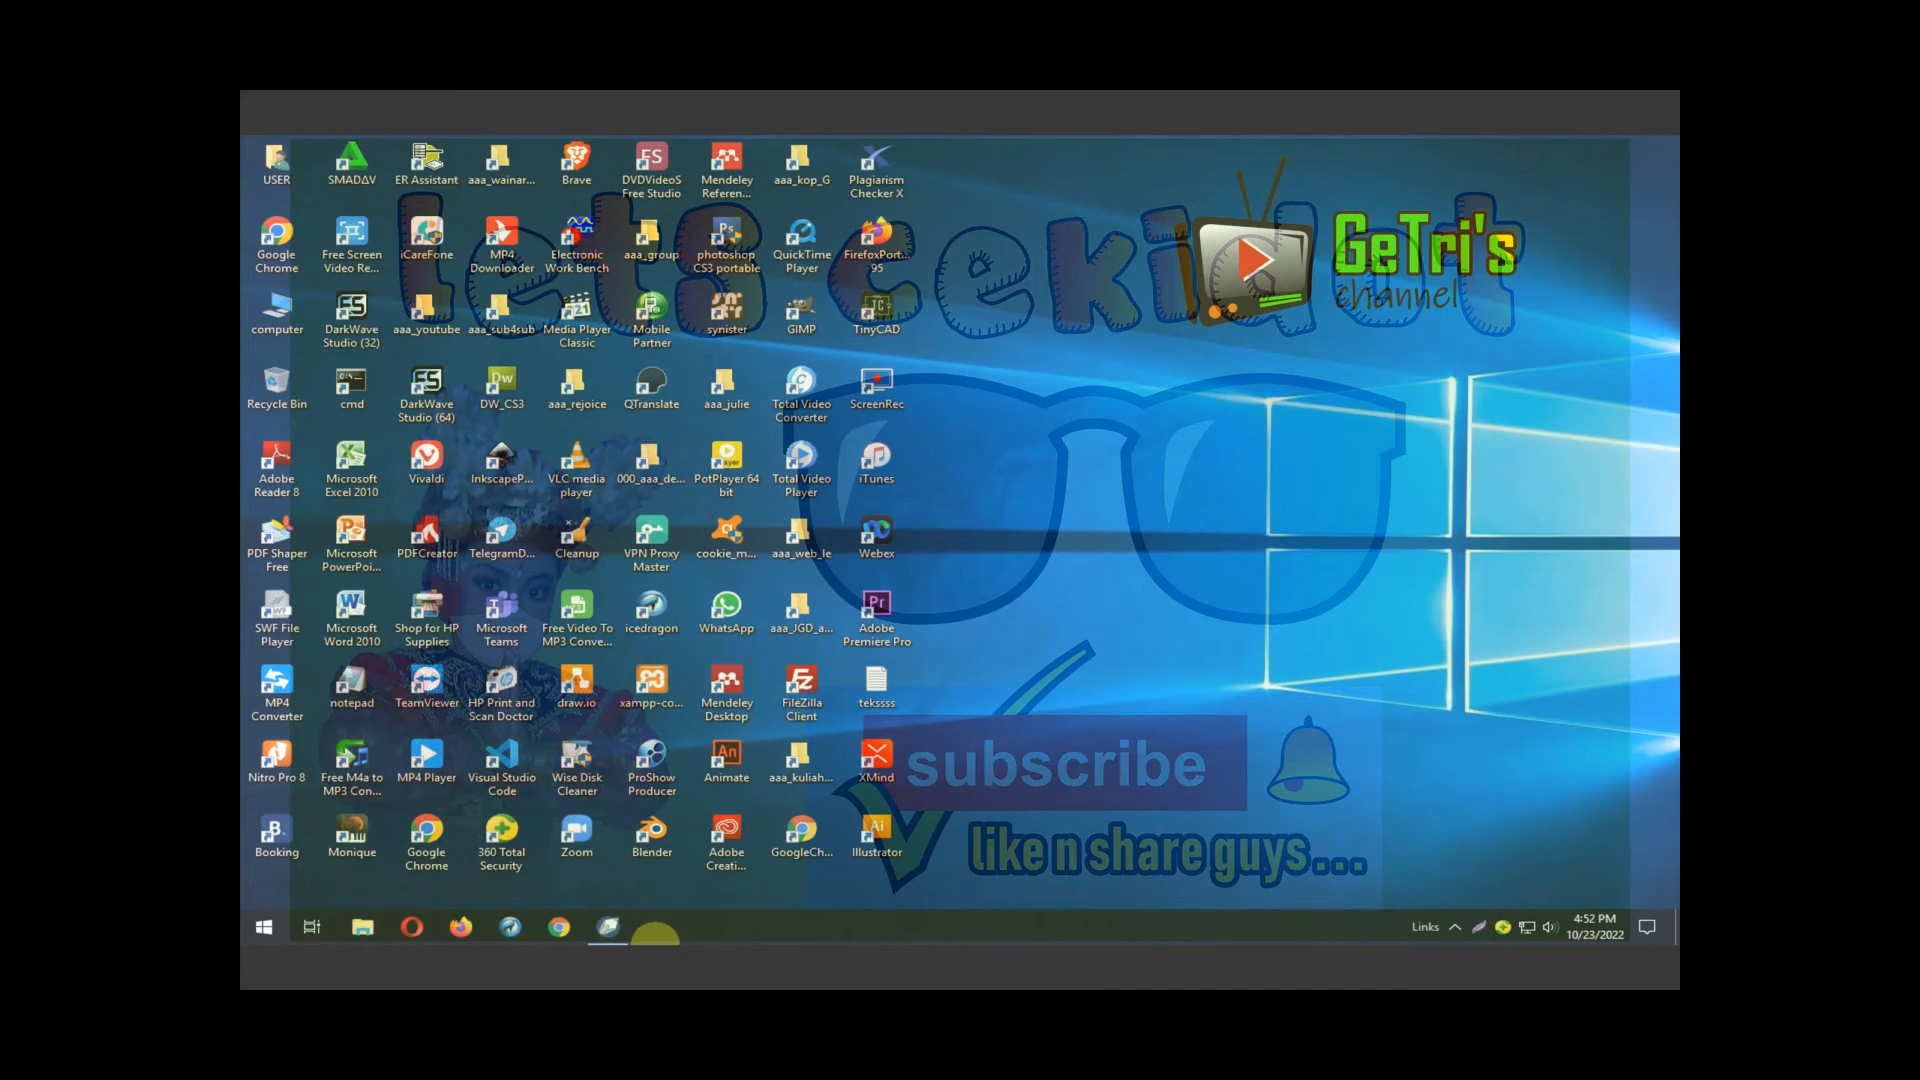 lets cekidot
GeTri's
channel
USER
SMADΔV
ER Assistant
aaa_wainar...
Brave
DVDVideoS
Free Studio
Mendeley
Referen...
aaa_kop_G
Plagiarism
Checker X
Google
Chrome
Free Screen
Video Re...
iCareFone
MP4
Downloader
Electronic
Work Bench
aaa_group
photoshop
CS3 portable
QuickTime
Player
FirefoxPort...
95
computer
DarkWave
Studio (32)
aaa_youtube
aaa_sub4sub
Media Player
Classic
Mobile
Partner
synister
GIMP
TinyCAD
Recycle Bin
cmd
DarkWave
Studio (64)
DW_CS3
aaa_rejoice
QTranslate
aaa_julie
Total Video
Converter
ScreenRec
Adobe
Reader 8
Microsoft
Excel 2010
Vivaldi
InkscapeP...
VLC media
player
000_aaa_de...
PotPlayer 64
bit
Total Video
Player
iTunes
PDF Shaper
Free
Microsoft
PowerPoi...
PDFCreator
TelegramD...
Cleanup
VPN Proxy
Master
cookie_m...
aaa_web_le
Webex
SWF File
Player
Microsoft
Word 2010
Shop for HP
Supplies
Microsoft
Teams
Free Video To
MP3 Conve...
icedragon
WhatsApp
aaa_JGD_a...
Adobe
Premiere Pro
MP4
Converter
notepad
TeamViewer
HP Print and
Scan Doctor
draw.io
xampp-co...
Mendeley
Desktop
FileZilla
Client
tekssss
Nitro Pro 8
Free M4a to
MP3 Con...
MP4 Player
Visual Studio
Code
Wise Disk
Cleaner
ProShow
Producer
Animate
aaa_kuliah...
XMind
subscribe
Booking
Monique
Google
Chrome
360 Total
Security
Zoom
Blender
Adobe
Creati...
GoogleCh...
Illustrator
like n share guys...
Links
4:52 PM
10/23/2022